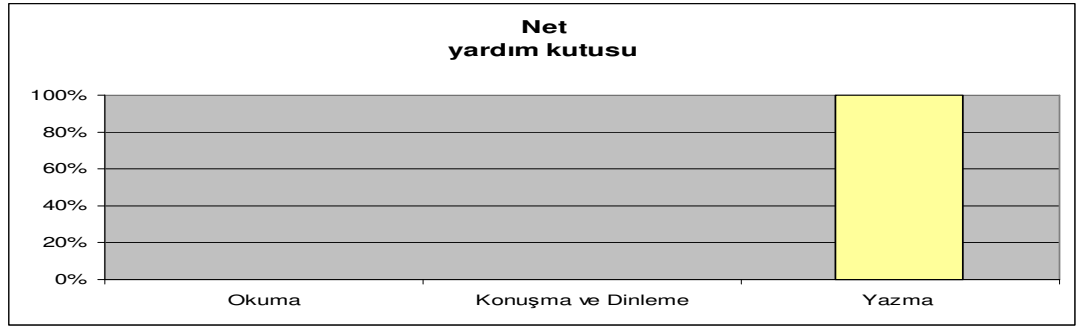 Net
yardım kutusu
100%
80%
60%
40%
20%
0%
Okuma
Konuşma ve Dinleme
Yazma